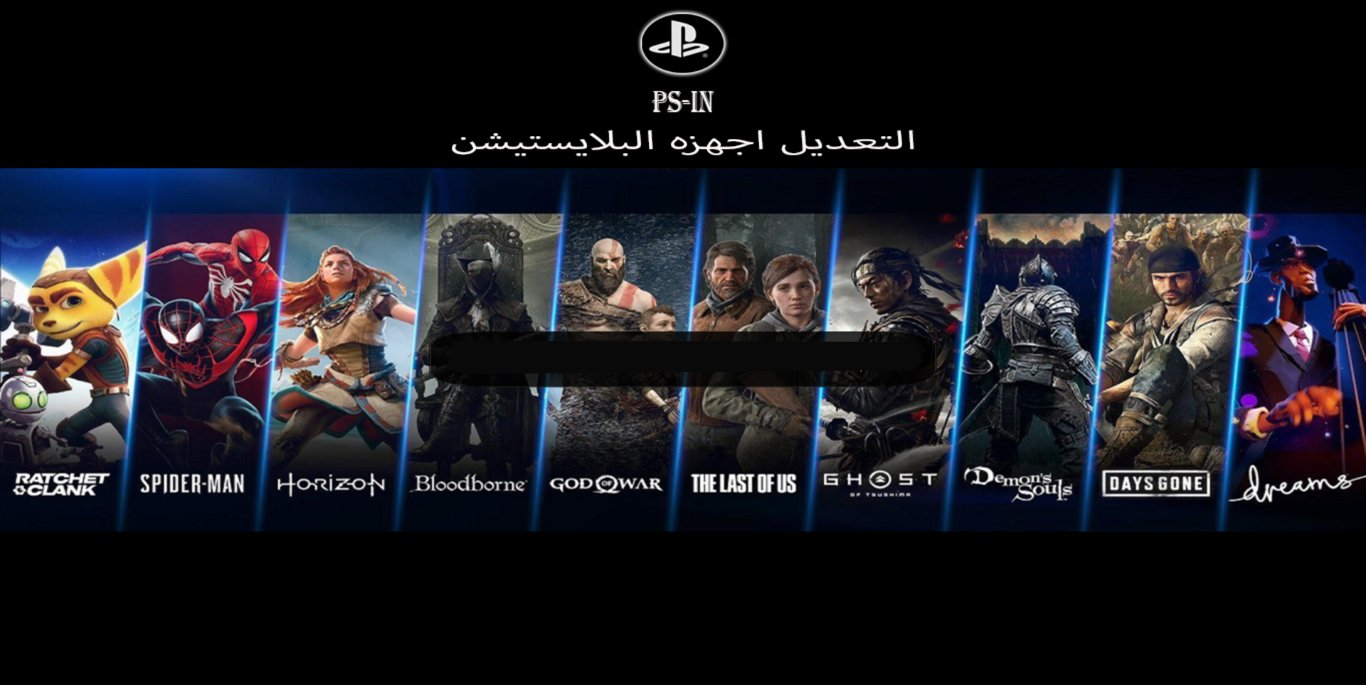 PS-IN
التعديل اجهزه البلايستيشن
RATCHET & CLANK
SPIDER-MAN
HORIZON
Bloodborne
GOD OF WAR
THE LAST OF US
GHOST OF TSUSHIMA
Demon's Souls
DAYS GONE
dreams